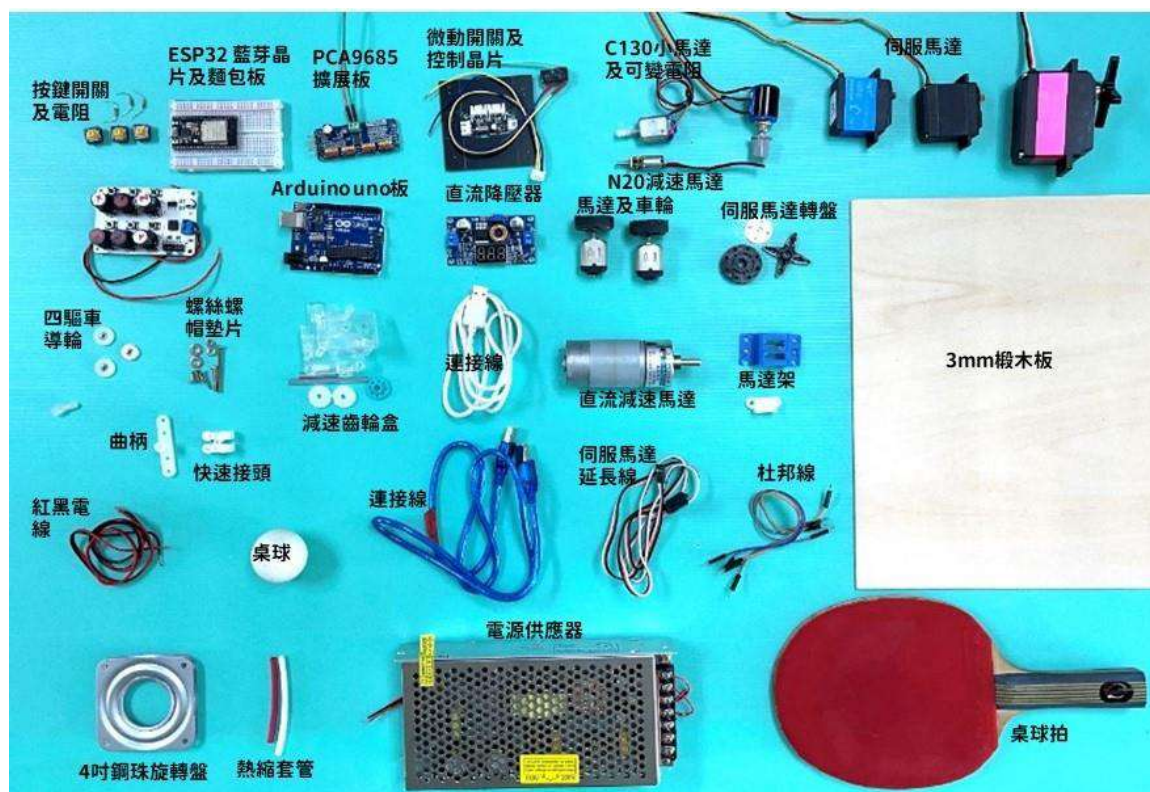 按鍵開關
及電阻
ESP32 藍芽晶
片及麵包板
PCA9685
擴展板
微動開關及
控制晶片
C130小馬達
及可變電阻
伺服馬達
N20減速馬達
Arduino uno板
直流降壓器
馬達及車輪
伺服馬達轉盤
四驅車
導輪
螺絲螺
帽墊片
減速齒輪盒
連接線
直流減速馬達
馬達架
3mm椴木板
曲柄
快速接頭
紅黑電
線
桌球
連接線
伺服馬達
延長線
杜邦線
電源供應器
4吋鋼珠旋轉盤
熱縮套管
桌球拍